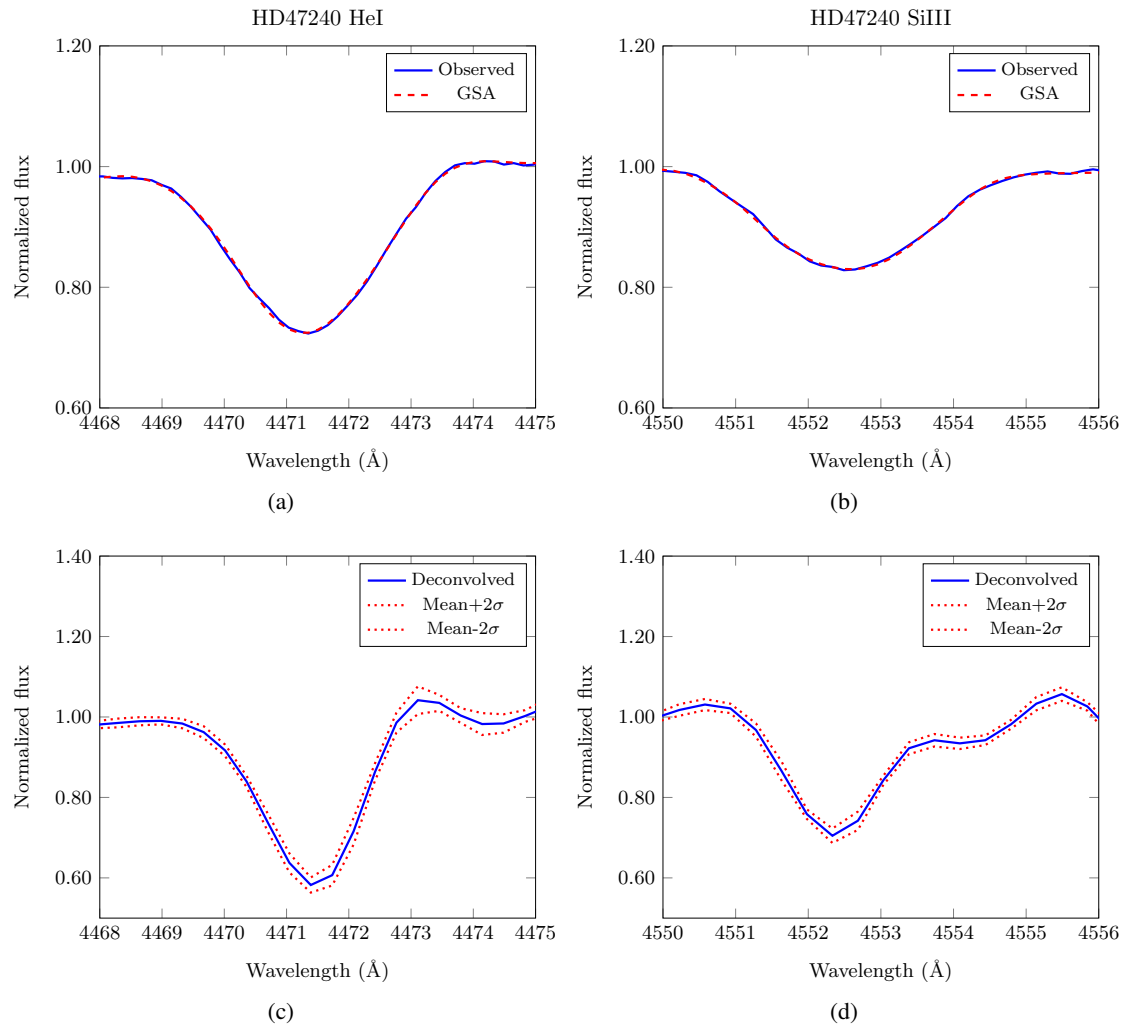 HD47240 HeI
1.20
1.00
0.80
0.60
Normalized flux
Observed
GSA
4468 4469 4470 4471 4472 4473 4474 4475
Wavelength (Å)
(a)
HD47240 SiIII
1.20
1.00
0.80
0.60
Normalized flux
Observed
GSA
4550 4551 4552 4553 4554 4555 4556
Wavelength (Å)
(b)
1.40
1.20
1.00
0.80
0.60
Normalized flux
Deconvolved
Mean+2σ
Mean-2σ
4468 4469 4470 4471 4472 4473 4474 4475
Wavelength (Å)
(c)
1.40
1.20
1.00
0.80
0.60
Normalized flux
Deconvolved
Mean+2σ
Mean-2σ
4550 4551 4552 4553 4554 4555 4556
Wavelength (Å)
(d)